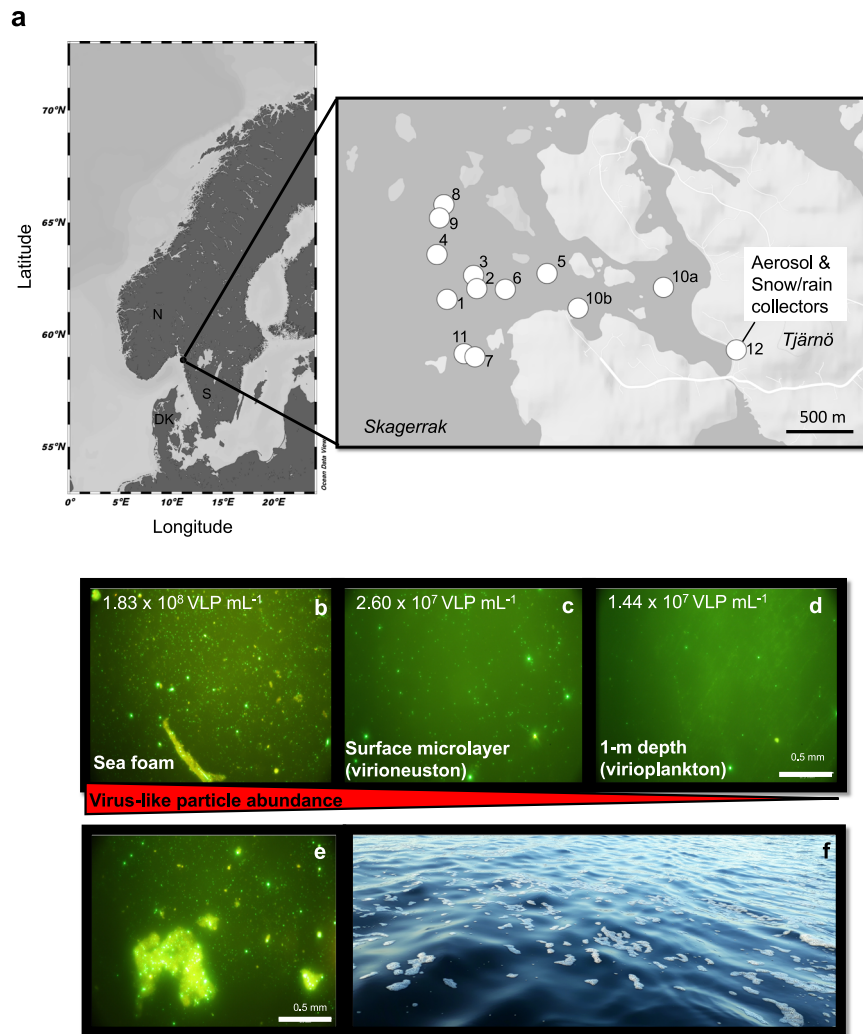 a
70°N
65°N
60°N
55°N
Latitude
N
S
DK
0°
5°E
10°E
15°E
20°E
Longitude
Ocean Data View
8
9
4
3
2
6
5
1
10b
10a
11
7
12
Aerosol &
Snow/rain
collectors
Tjärnö
Skagerrak
500 m
1.83 x 10⁸ VLP mL⁻¹
b
Sea foam
2.60 x 10⁷ VLP mL⁻¹
c
Surface microlayer
(virioneuston)
1.44 x 10⁷ VLP mL⁻¹
d
1-m depth
(virioplankton)
0.5 mm
Virus-like particle abundance
e
0.5 mm
f